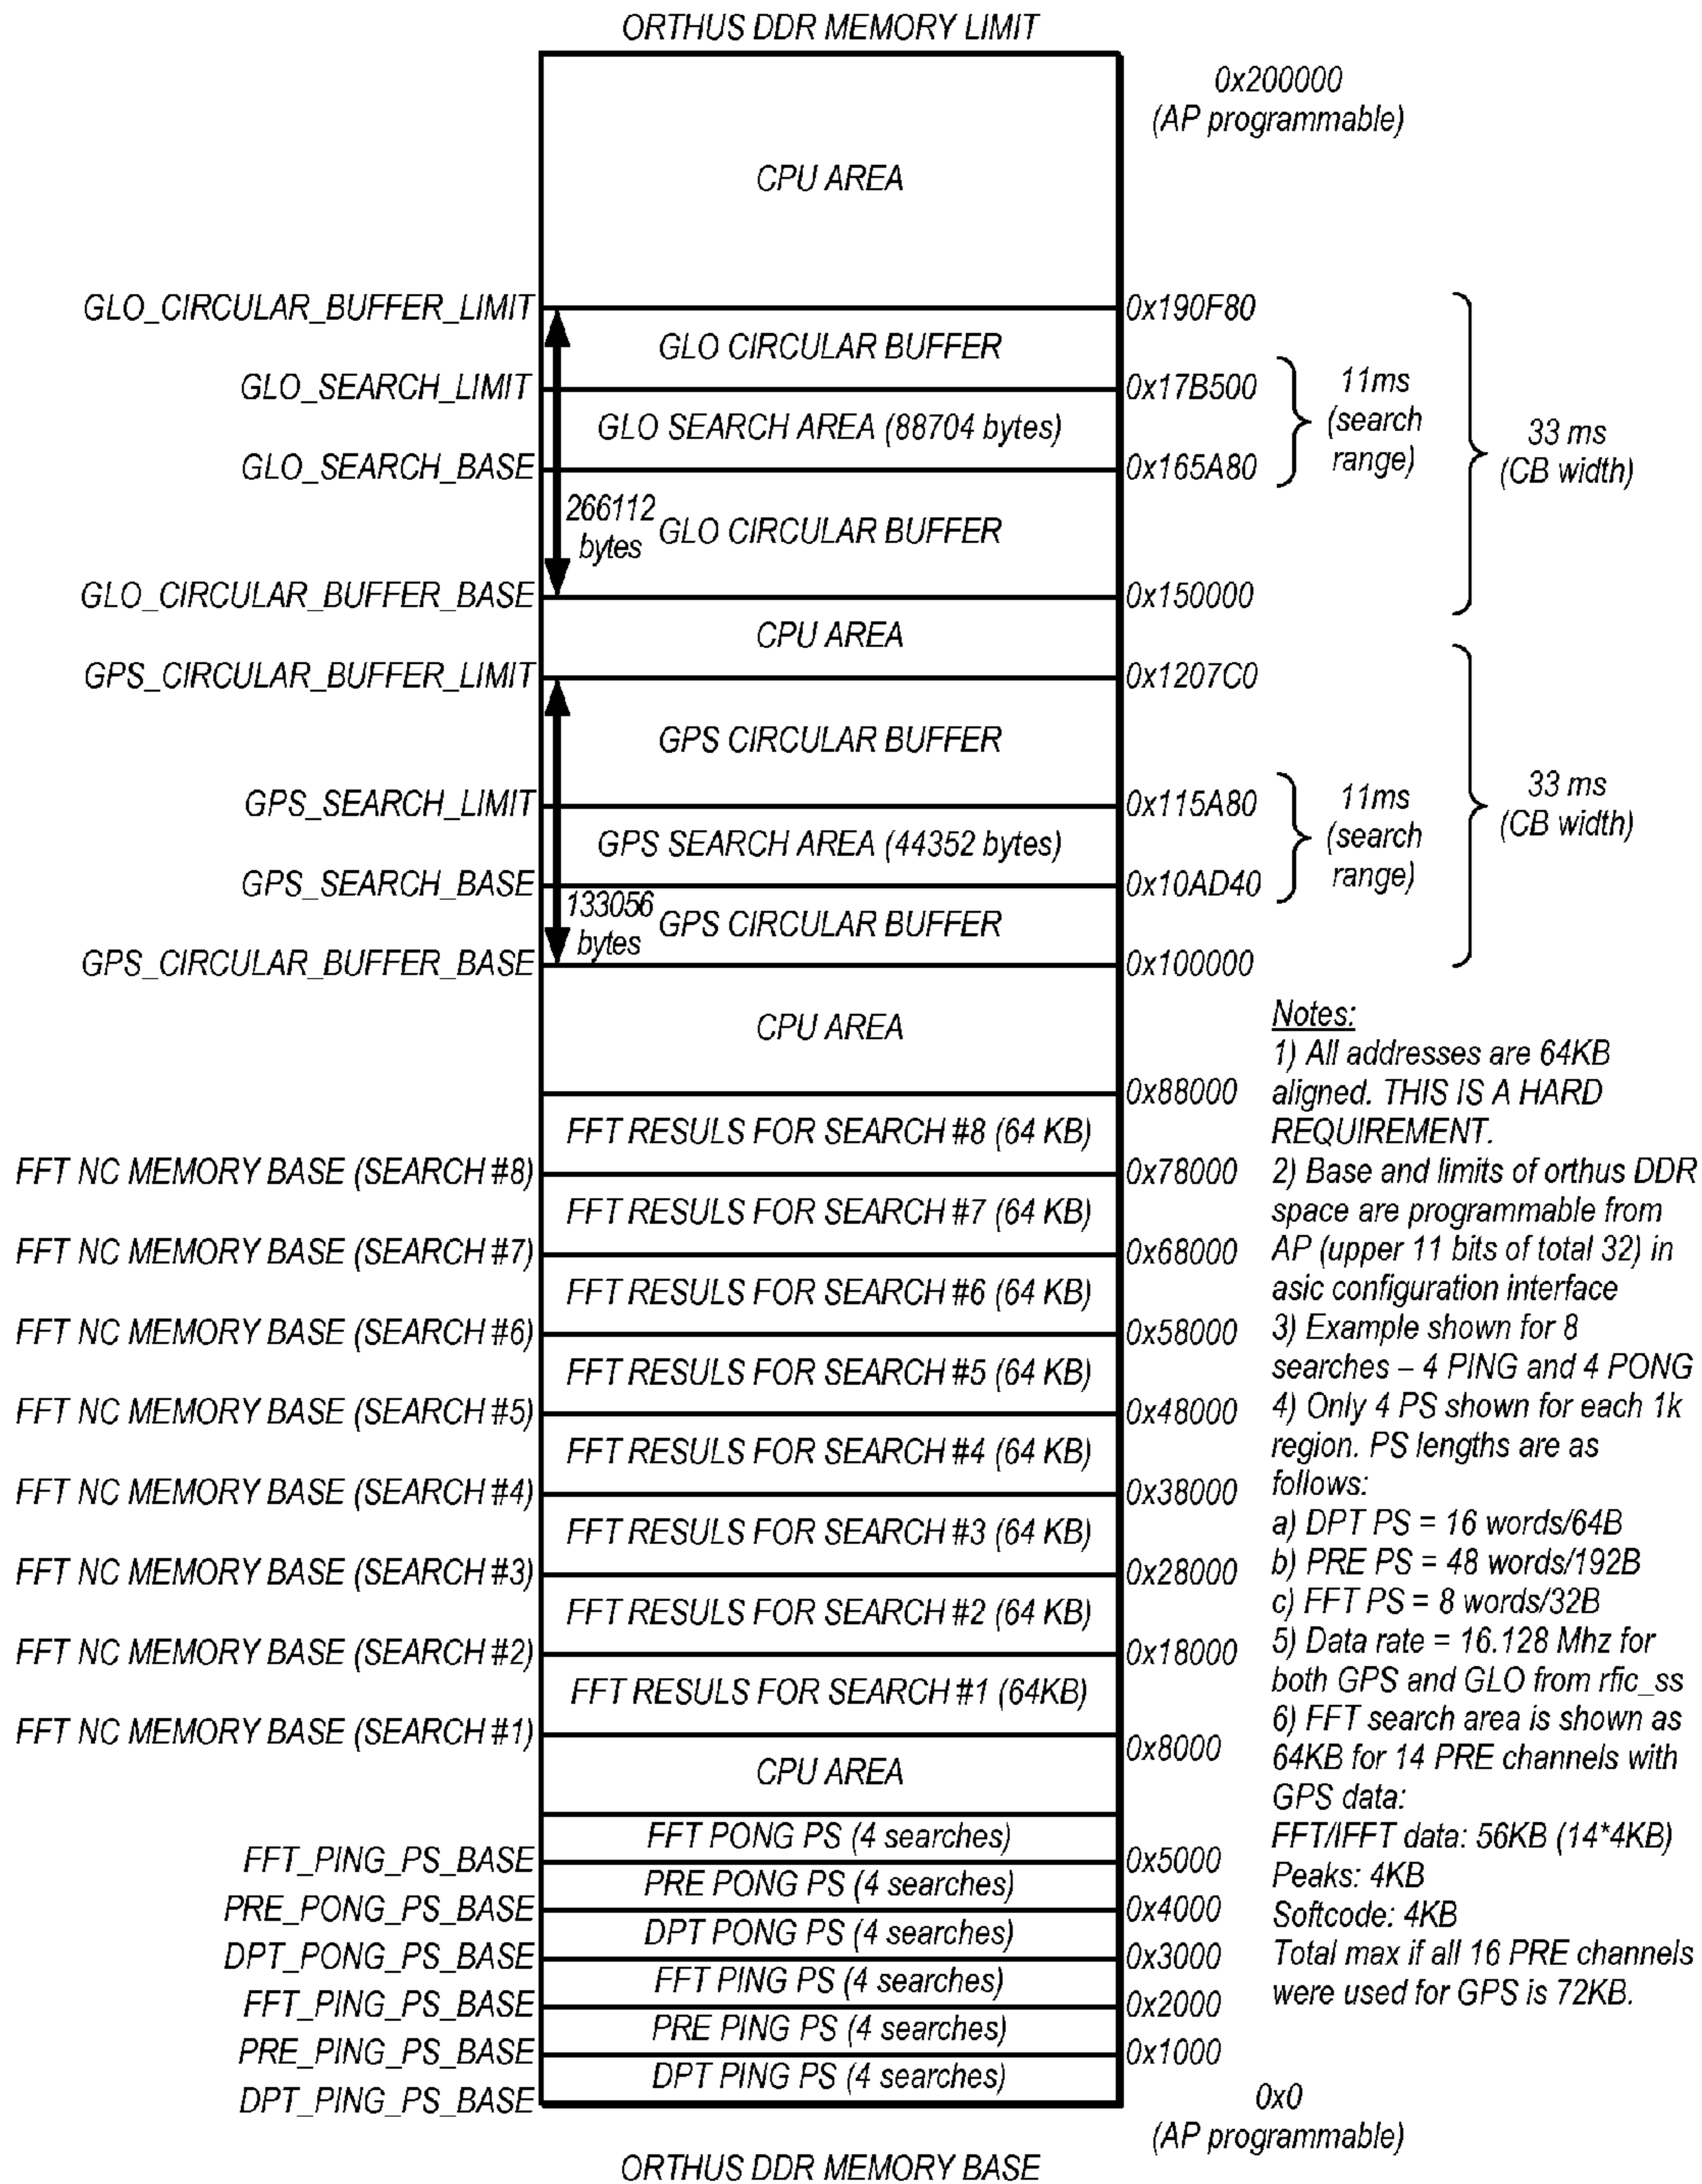 ORTHUS DDR MEMORY LIMIT
0x200000
(AP programmable)
CPU AREA
GLO_CIRCULAR_BUFFER_LIMIT
0x190F80
GLO CIRCULAR BUFFER
GLO_SEARCH_LIMIT
0x17B500
GLO SEARCH AREA (88704 bytes)
GLO_SEARCH_BASE
0x165A80
11ms
(search
range)
33 ms
(CB width)
266112
bytes
GLO CIRCULAR BUFFER
GLO_CIRCULAR_BUFFER_BASE
0x150000
CPU AREA
GPS_CIRCULAR_BUFFER_LIMIT
0x1207C0
GPS CIRCULAR BUFFER
GPS_SEARCH_LIMIT
0x115A80
GPS SEARCH AREA (44352 bytes)
GPS_SEARCH_BASE
0x10AD40
11ms
(search
range)
33 ms
(CB width)
133056
bytes
GPS CIRCULAR BUFFER
GPS_CIRCULAR_BUFFER_BASE
0x100000
CPU AREA
0x88000
FFT RESULS FOR SEARCH #8 (64 KB)
FFT NC MEMORY BASE (SEARCH #8)
0x78000
FFT RESULS FOR SEARCH #7 (64 KB)
FFT NC MEMORY BASE (SEARCH #7)
0x68000
FFT RESULS FOR SEARCH #6 (64 KB)
FFT NC MEMORY BASE (SEARCH #6)
0x58000
FFT RESULS FOR SEARCH #5 (64 KB)
FFT NC MEMORY BASE (SEARCH #5)
0x48000
FFT RESULS FOR SEARCH #4 (64 KB)
FFT NC MEMORY BASE (SEARCH #4)
0x38000
FFT RESULS FOR SEARCH #3 (64 KB)
FFT NC MEMORY BASE (SEARCH #3)
0x28000
FFT RESULS FOR SEARCH #2 (64 KB)
FFT NC MEMORY BASE (SEARCH #2)
0x18000
FFT RESULS FOR SEARCH #1 (64KB)
FFT NC MEMORY BASE (SEARCH #1)
0x8000
CPU AREA
FFT PONG PS (4 searches)
FFT_PING_PS_BASE
0x5000
PRE PONG PS (4 searches)
PRE_PONG_PS_BASE
0x4000
DPT PONG PS (4 searches)
DPT_PONG_PS_BASE
0x3000
FFT PING PS (4 searches)
FFT_PING_PS_BASE
0x2000
PRE PING PS (4 searches)
PRE_PING_PS_BASE
0x1000
DPT PING PS (4 searches)
DPT_PING_PS_BASE
0x0
(AP programmable)
ORTHUS DDR MEMORY BASE
Notes:
1) All addresses are 64KB
aligned. THIS IS A HARD
REQUIREMENT.
2) Base and limits of orthus DDR
space are programmable from
AP (upper 11 bits of total 32) in
asic configuration interface
3) Example shown for 8
searches – 4 PING and 4 PONG
4) Only 4 PS shown for each 1k
region. PS lengths are as
follows:
a) DPT PS = 16 words/64B
b) PRE PS = 48 words/192B
c) FFT PS = 8 words/32B
5) Data rate = 16.128 Mhz for
both GPS and GLO from rfic_ss
6) FFT search area is shown as
64KB for 14 PRE channels with
GPS data:
FFT/IFFT data: 56KB (14*4KB)
Peaks: 4KB
Softcode: 4KB
Total max if all 16 PRE channels
were used for GPS is 72KB.